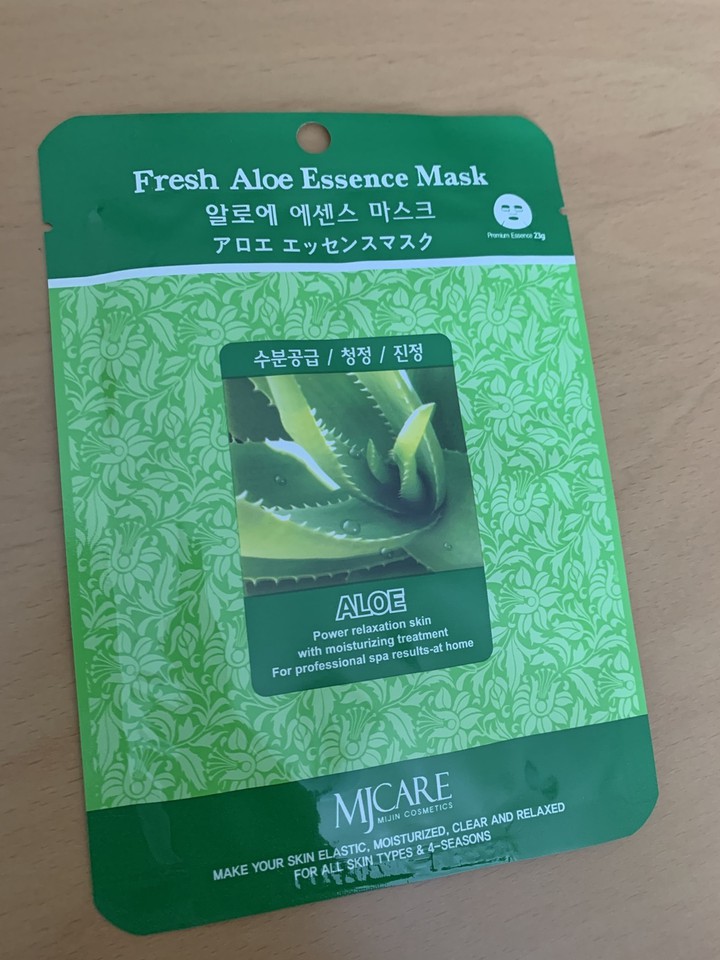 Fresh Aloe Essence Mask
알로에 에센스 마스크
アロエ エッセンスマスク
Premium Essence 23g
수분공급 / 청정 / 진정
ALOE
Power relaxation skin
with moisturizing treatment
For professional spa results-at home
MJCARE
MIJIN COSMETICS
MAKE YOUR SKIN ELASTIC, MOISTURIZED, CLEAR AND RELAXED
FOR ALL SKIN TYPES & 4-SEASONS